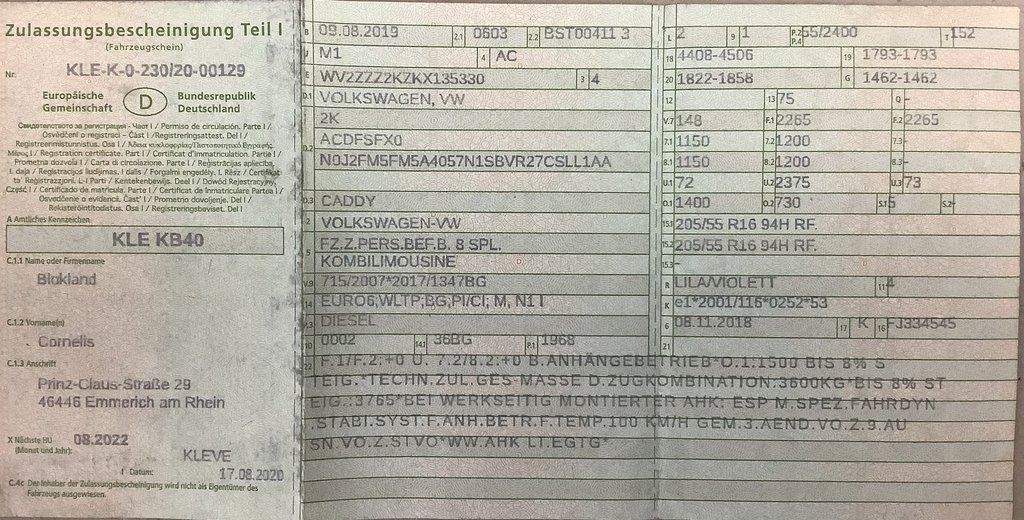 Zulassungsbescheinigung Teil I
(Fahrzeugschein)
Nr. KLE-K-0-230/20-00129
Europäische Gemeinschaft D Bundesrepublik Deutschland
Свидетелство за регистрация - Част I / Permiso de circulación. Parte I /
Osvědčení o registraci - Část I / Registreringsattest. Del I /
Registreerimistunnistus. Osa I / Άδεια κυκλοφορίας/Πιστοποιητικό Εγγραφής.
Μέρος I / Registration certificate. Part I / Certificat d'immatriculation. Partie I /
Prometna dozvola I / Carta di circolazione. Parte I / Reģistrācijas apliecība.
I. daļa / Registracijos liudijimas. I dalis / Forgalmi engedély. I. Rész / Ċertifikat
ta' Reġistrazzjoni. L-I Parti / Kentekenbewijs. Deel I / Dowód Rejestracyjny.
Część I / Certificado de matrícula. Parte I / Certificat de înmatriculare Partea I /
Osvedčenie o evidencii. Časť I / Prometno dovoljenje. Del I /
Rekisteröintitodistus. Osa I / Registreringsbeviset. Del I
A Amtliches Kennzeichen
KLE KB40
C.1.1 Name oder Firmenname
Blokland
C.1.2 Vorname(n)
Cornelis
C.1.3 Anschrift
Prinz-Claus-Straße 29
46446 Emmerich am Rhein
X Nächste HU 08.2022
(Monat und Jahr):
KLEVE
I Datum: 17.08.2020
C.4c Der Inhaber der Zulassungsbescheinigung wird nicht als Eigentümer des
Fahrzeugs ausgewiesen.
B 09.08.2019 2.1 0603 2.2 BST00411 3
J M1 4 AC
E WV2ZZZ2KZKX135330 3 4
D.1 VOLKSWAGEN, VW
2K
D.2 ACDFSFX0
N0J2FM5FM5A4057N1SBVR27CSLL1AA
D.3 CADDY
2 VOLKSWAGEN-VW
5 FZ.Z.PERS.BEF.B. 8 SPL.
KOMBILIMOUSINE
V.9 715/2007*2017/1347BG
14 EURO6;WLTP;BG;PI/CI; M, N1 I
P.3 DIESEL
10 0002 14.1 36BG P.1 1968
L 2 9 1 P.2 P.4 55/2400 T 152
18 4408-4506 19 1793-1793
20 1822-1858 G 1462-1462
12 13 75 Q -
V.7 148 F.1 2265 F.2 2265
7.1 1150 7.2 1200 7.3 -
8.1 1150 8.2 1200 8.3 -
U.1 72 U.2 2375 U.3 73
O.1 1400 O.2 730 S.1 5 S.2 -
15.1 205/55 R16 94H RF.
15.2 205/55 R16 94H RF.
15.3 -
R LILA/VIOLETT 11 4
K e1*2001/116*0252*53
6 08.11.2018 17 K 16 FJ334545
21
22 F.1/F.2:+0 U. 7.2/8.2:+0 B.ANHÄNGEBETRIEB*O.1:1500 BIS 8% S
TEIG.*TECHN.ZUL.GES-MASSE D.ZUGKOMBINATION:3600KG*BIS 8% ST
EIG.:3765*BEI WERKSEITIG MONTIERTER AHK: ESP M.SPEZ.FAHRDYN
.STABI.SYST.F.ANH.BETR.F.TEMP.100 KM/H GEM.3.AEND.VO.Z.9.AU
SN.VO.Z.STVO*WW.AHK LT.EGTG*